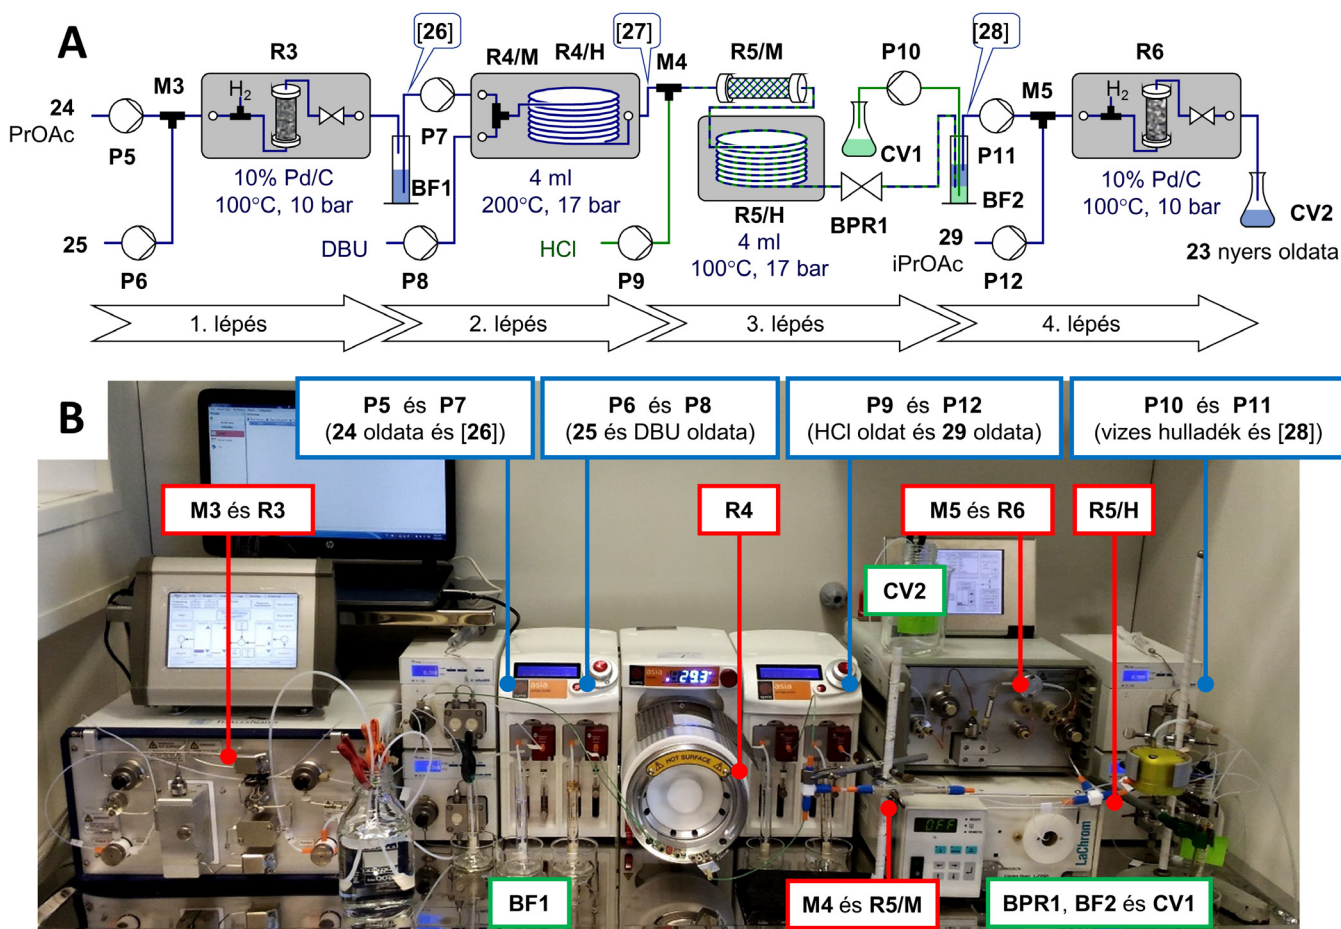 A
R3
[26]
R4/M
R4/H
[27]
M4
R5/M
P10
[28]
R6
M3
M5
H2
H2
24
PrOAc
P5
P7
BF1
CV1
P11
BF2
10% Pd/C
100°C, 10 bar
4 ml
200°C, 17 bar
R5/H
4 ml
100°C, 17 bar
BPR1
10% Pd/C
100°C, 10 bar
CV2
25
P6
DBU
P8
HCl
P9
29
iPrOAc
P12
23 nyers oldata
1. lépés
2. lépés
3. lépés
4. lépés
B
P5 és P7
(24 oldata és [26])
P6 és P8
(25 és DBU oldata)
P9 és P12
(HCl oldat és 29 oldata)
P10 és P11
(vizes hulladék és [28])
M3 és R3
R4
M5 és R6
R5/H
CV2
asia
29.3
asia
HOT SURFACE
OFF
LaChrom
BF1
M4 és R5/M
BPR1, BF2 és CV1